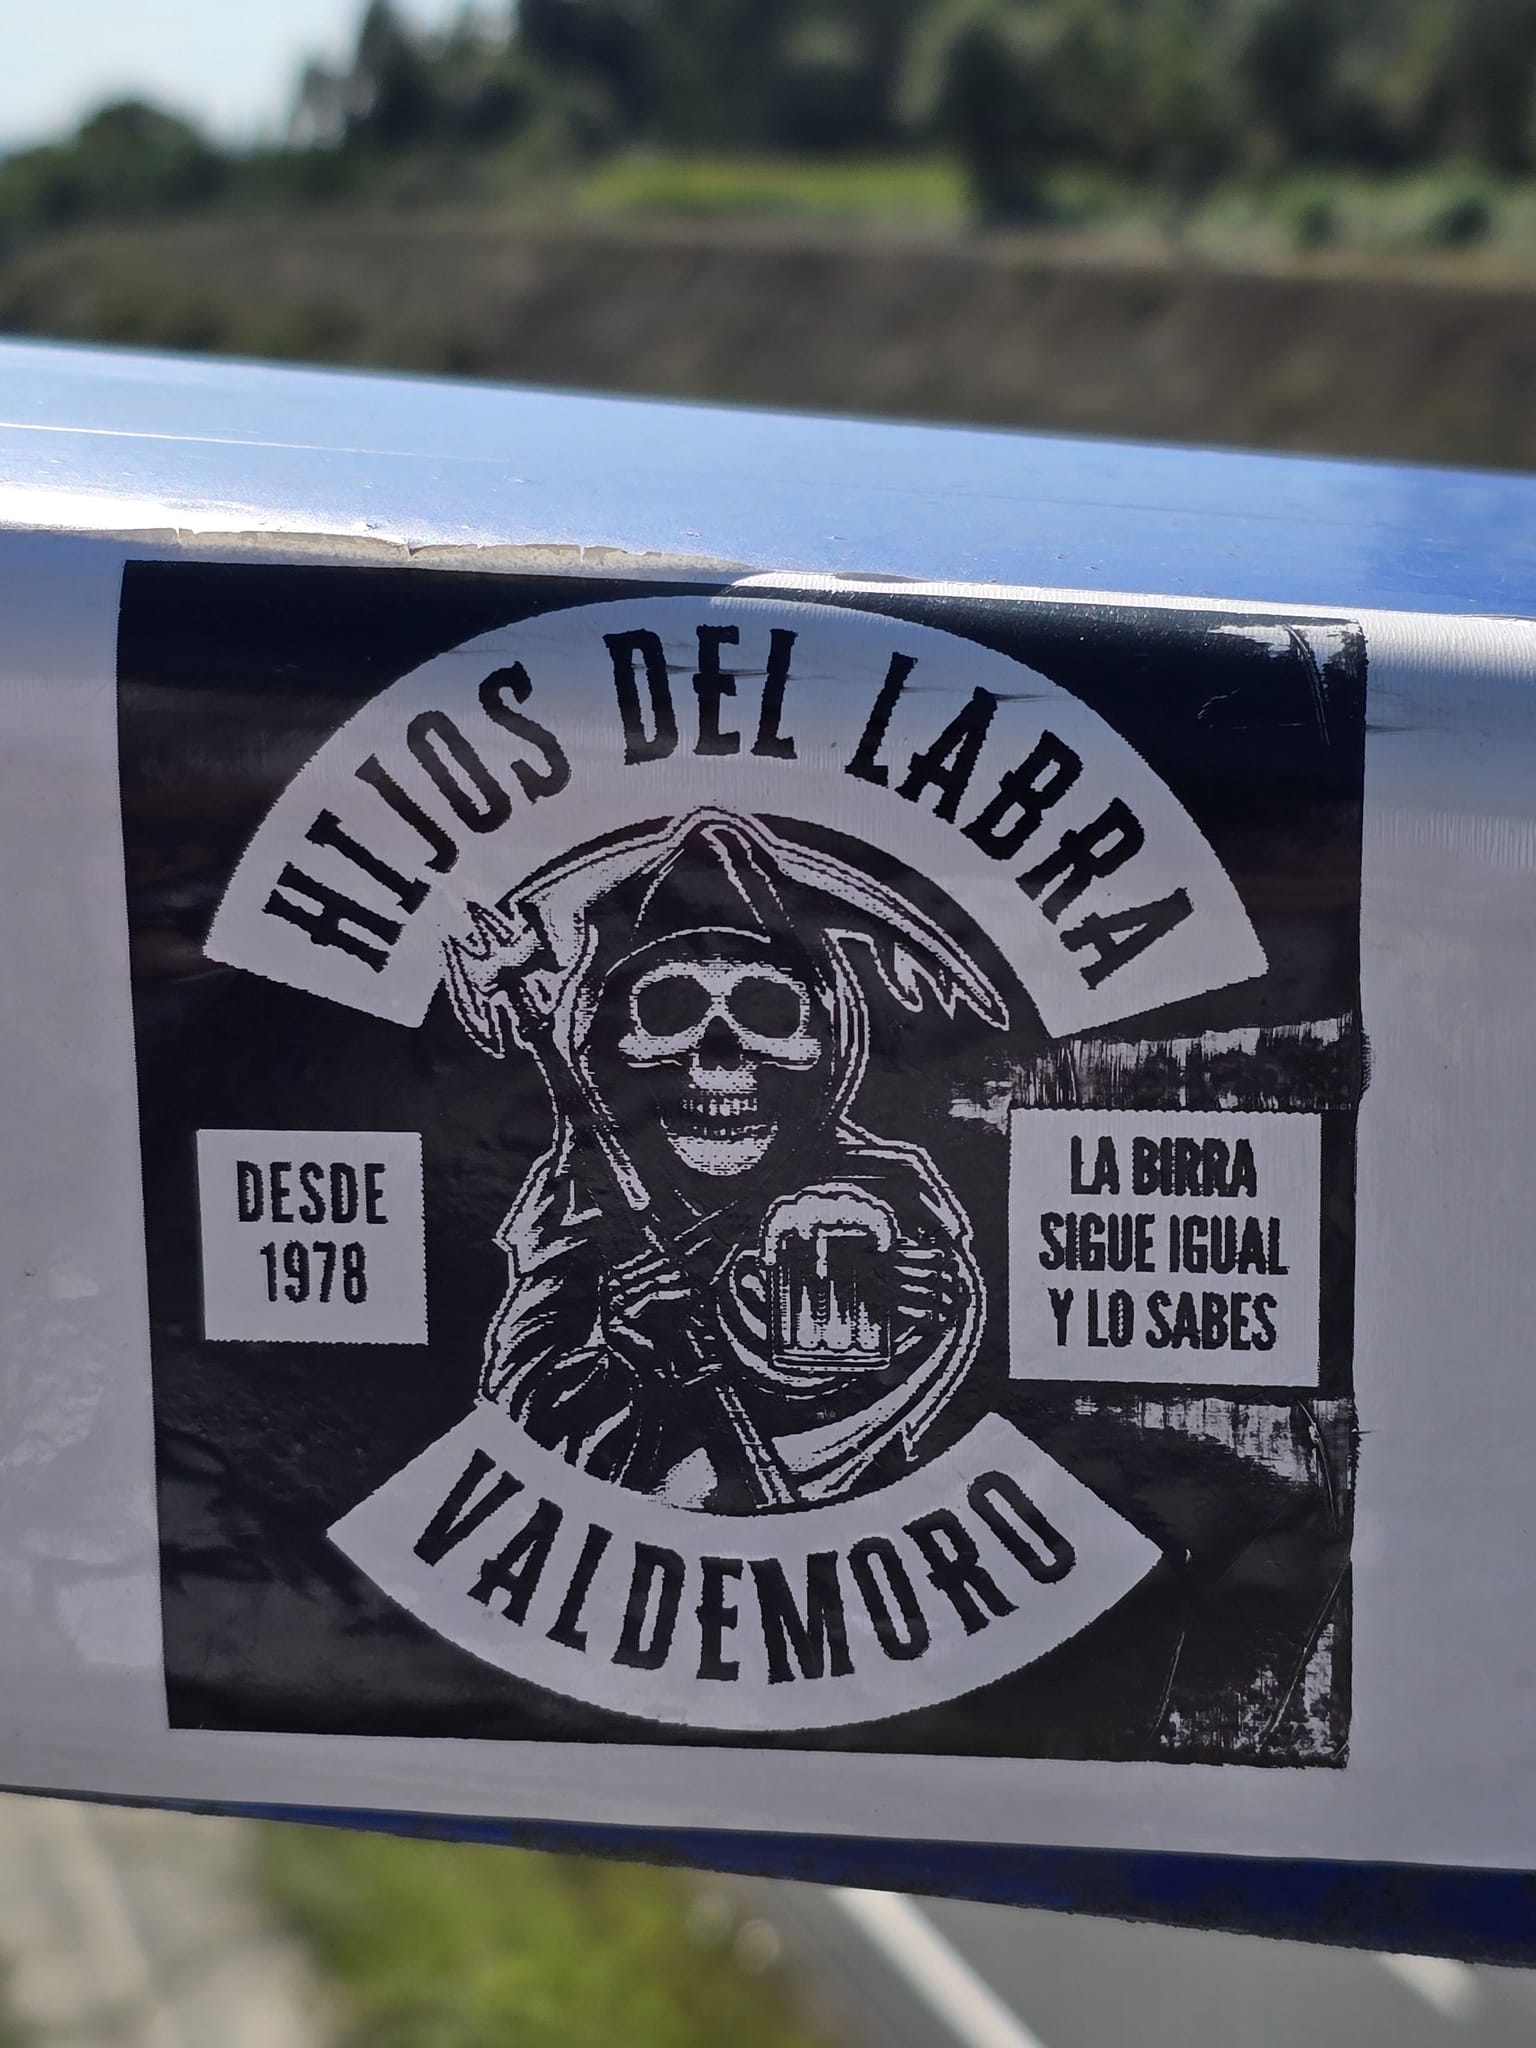 HIJOS DEL LABRA
DESDE
1978
LA BIRRA
SIGUE IGUAL
Y LO SABES
VALDEMORO